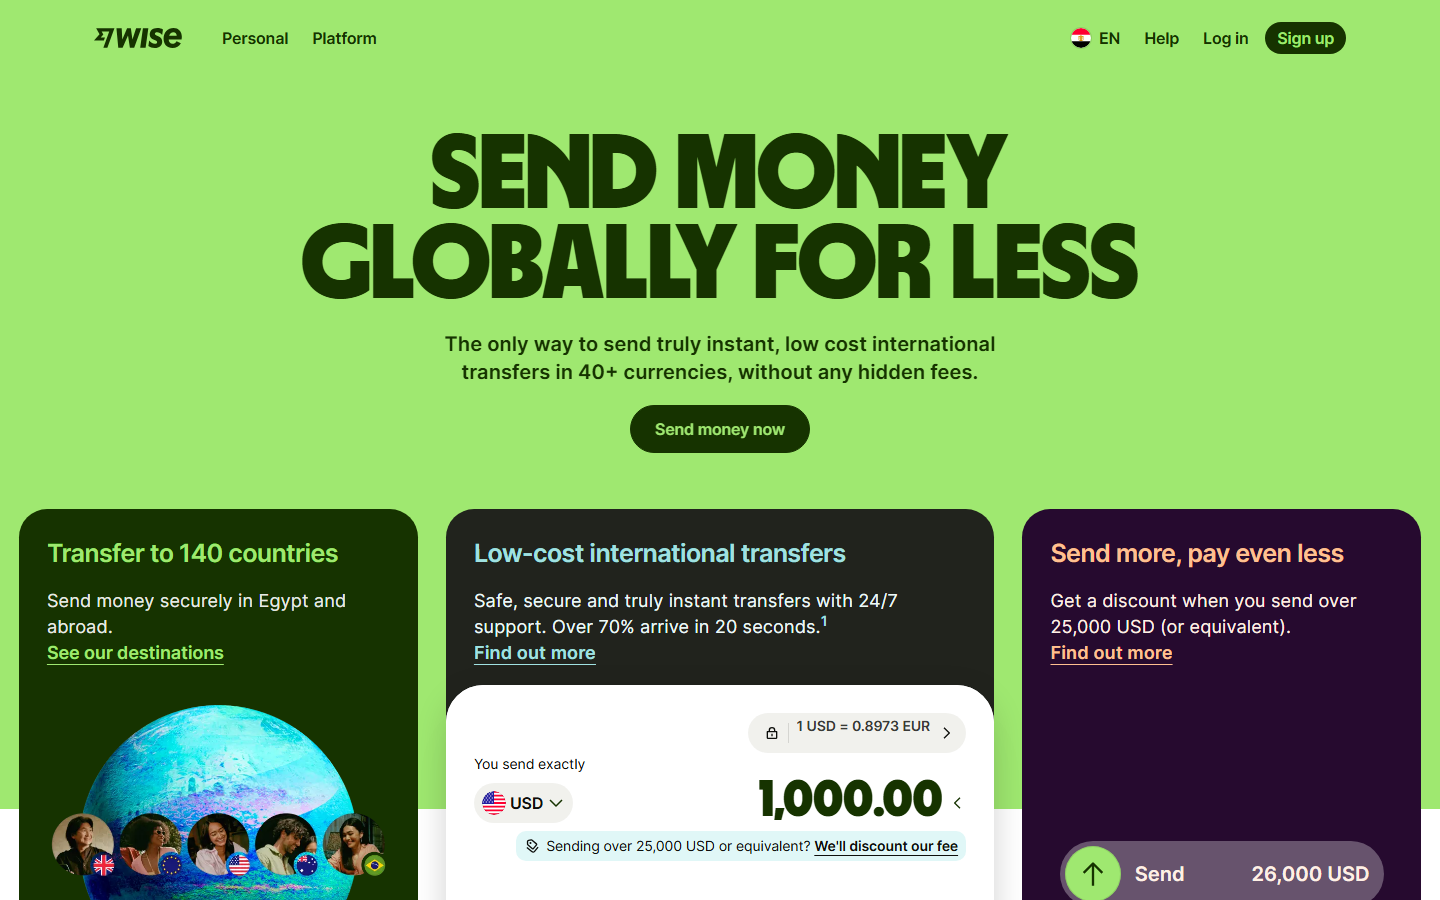 WISE
Personal
Platform
EN
Help
Log in
Sign up
SEND MONEY
GLOBALLY FOR LESS
The only way to send truly instant, low cost international
transfers in 40+ currencies, without any hidden fees.
Send money now
Transfer to 140 countries
Send money securely in Egypt and
abroad.
See our destinations
Low-cost international transfers
Safe, secure and truly instant transfers with 24/7
support. Over 70% arrive in 20 seconds.1
Find out more
1 USD = 0.8973 EUR
You send exactly
USD
1,000.00
Sending over 25,000 USD or equivalent? We'll discount our fee
Send more, pay even less
Get a discount when you send over
25,000 USD (or equivalent).
Find out more
Send
26,000 USD